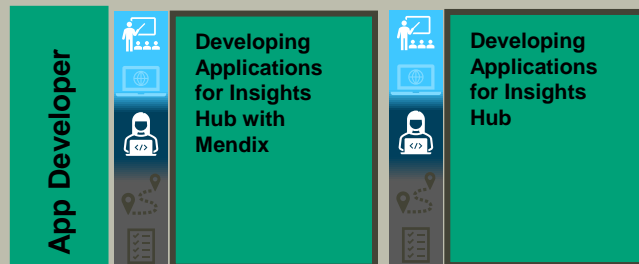 App Developer
Developing
Applications
for Insights
Hub with
Mendix
Developing
Applications
for Insights
Hub